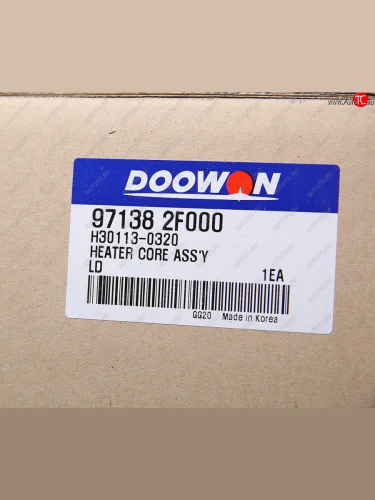 DOOWON
97138 2F000
H30113-0320
HEATER CORE ASS'Y
LD 1EA
GG20 Made in Korea